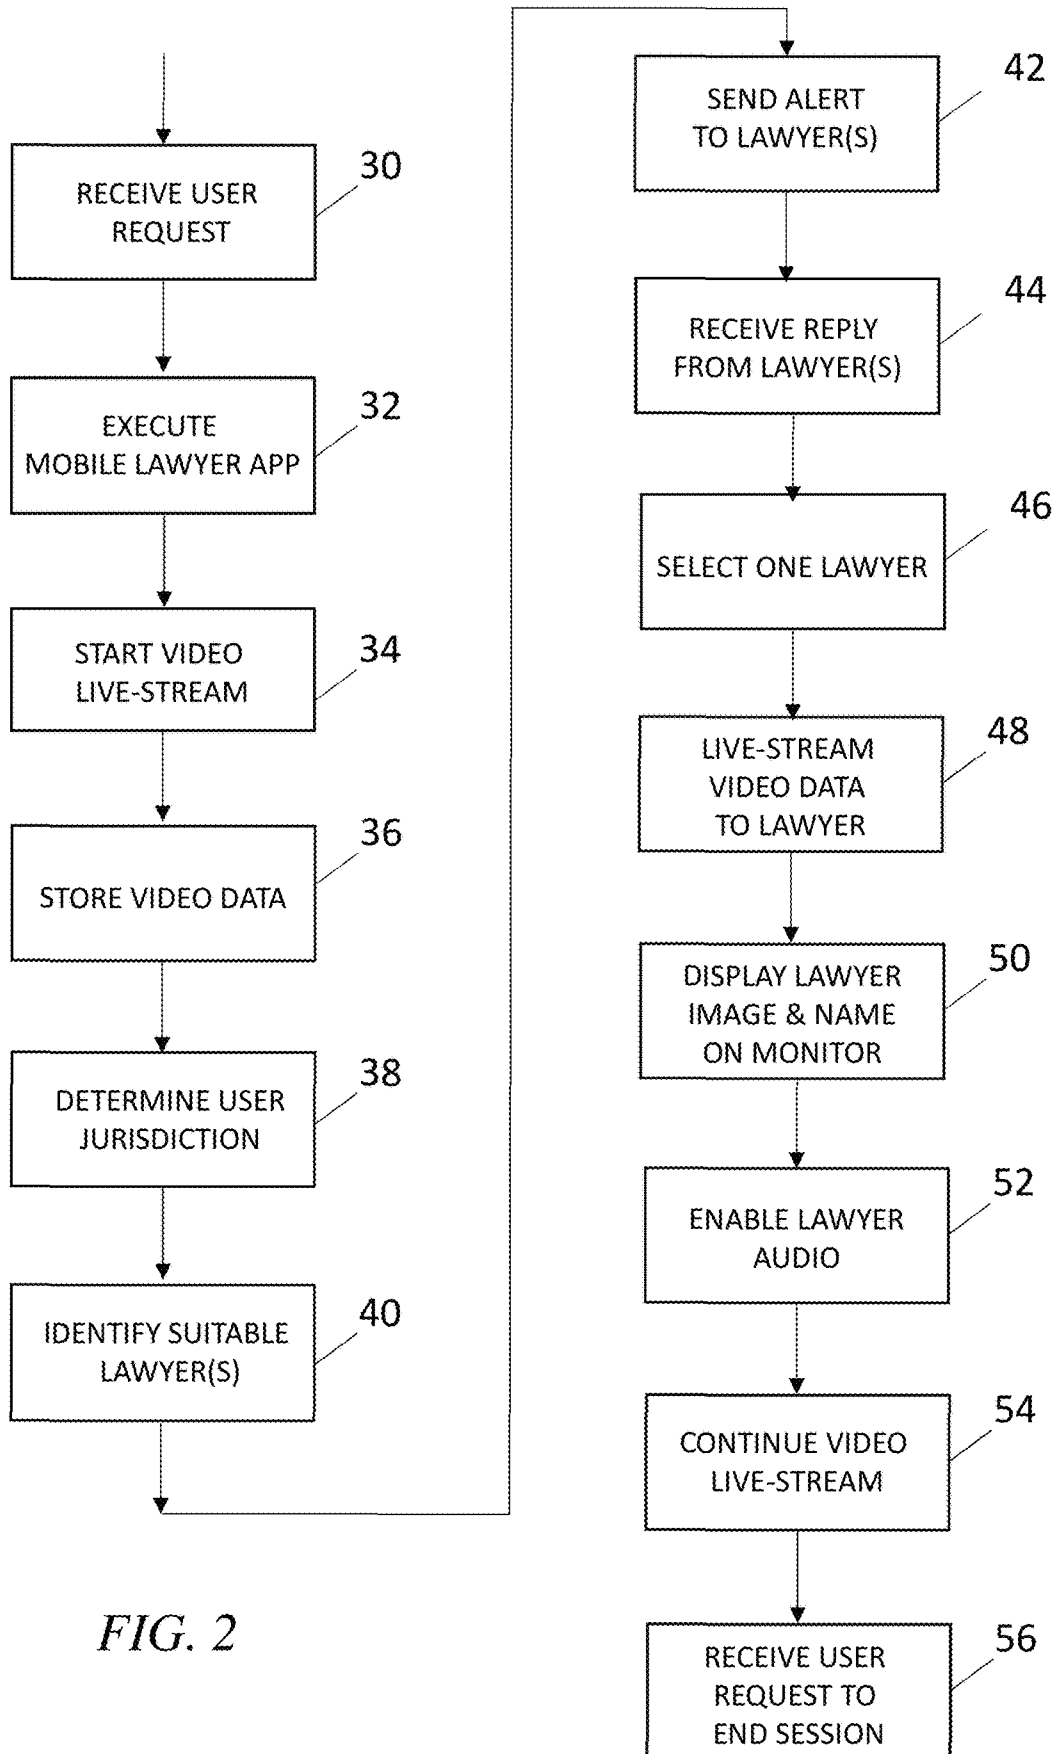 RECEIVE USER
REQUEST
30
EXECUTE
MOBILE LAWYER APP
32
START VIDEO
LIVE-STREAM
34
STORE VIDEO DATA
36
DETERMINE USER
JURISDICTION
38
IDENTIFY SUITABLE
LAWYER(S)
40
SEND ALERT
TO LAWYER(S)
42
RECEIVE REPLY
FROM LAWYER(S)
44
SELECT ONE LAWYER
46
LIVE-STREAM
VIDEO DATA
TO LAWYER
48
DISPLAY LAWYER
IMAGE & NAME
ON MONITOR
50
ENABLE LAWYER
AUDIO
52
CONTINUE VIDEO
LIVE-STREAM
54
RECEIVE USER
REQUEST TO
END SESSION
56
FIG. 2